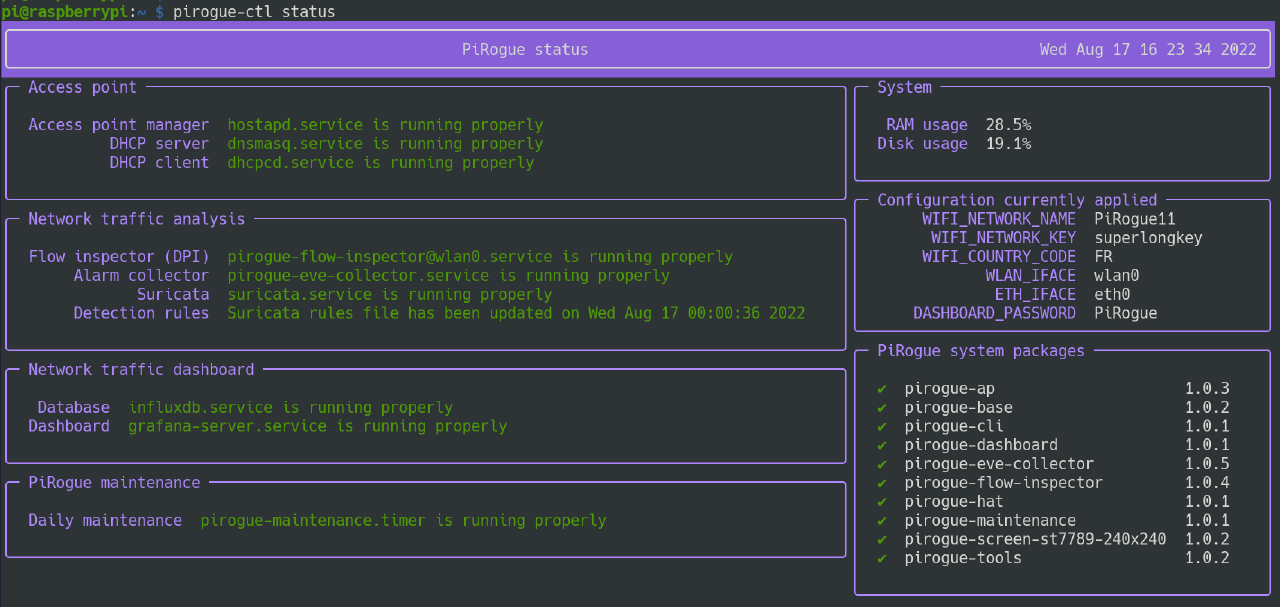 pi@raspberrypi:~ $ pirogue-ctl status
PiRogue status Wed Aug 17 16 23 34 2022
Access point
Access point manager hostapd.service is running properly
DHCP server dnsmasq.service is running properly
DHCP client dhcpcd.service is running properly
Network traffic analysis
Flow inspector (DPI) pirogue-flow-inspector@wlan0.service is running properly
Alarm collector pirogue-eve-collector.service is running properly
Suricata suricata.service is running properly
Detection rules Suricata rules file has been updated on Wed Aug 17 00:00:36 2022
Network traffic dashboard
Database influxdb.service is running properly
Dashboard grafana-server.service is running properly
PiRogue maintenance
Daily maintenance pirogue-maintenance.timer is running properly
System
RAM usage 28.5%
Disk usage 19.1%
Configuration currently applied
WIFI_NETWORK_NAME PiRogue11
WIFI_NETWORK_KEY superlongkey
WIFI_COUNTRY_CODE FR
WLAN_IFACE wlan0
ETH_IFACE eth0
DASHBOARD_PASSWORD PiRogue
PiRogue system packages
✔ pirogue-ap 1.0.3
✔ pirogue-base 1.0.2
✔ pirogue-cli 1.0.1
✔ pirogue-dashboard 1.0.1
✔ pirogue-eve-collector 1.0.5
✔ pirogue-flow-inspector 1.0.4
✔ pirogue-hat 1.0.1
✔ pirogue-maintenance 1.0.1
✔ pirogue-screen-st7789-240x240 1.0.2
✔ pirogue-tools 1.0.2